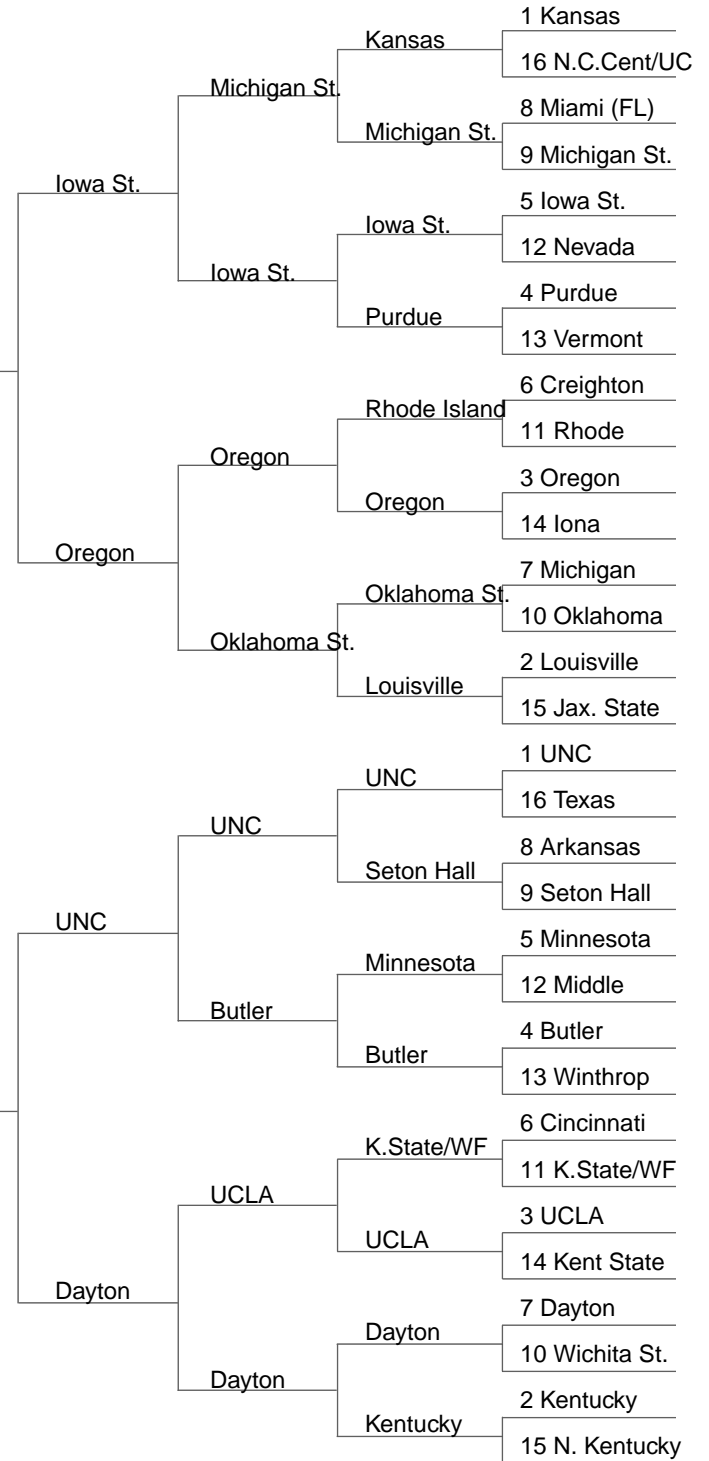 1 Kansas
Kansas
16 N.C.Cent/UC
Michigan St.
8 Miami (FL)
Michigan St.
9 Michigan St.
Iowa St.
5 Iowa St.
Iowa St.
12 Nevada
Iowa St.
4 Purdue
Purdue
13 Vermont
6 Creighton
Rhode Island
11 Rhode
Oregon
3 Oregon
Oregon
14 Iona
Oregon
7 Michigan
Oklahoma St.
10 Oklahoma
Oklahoma St.
2 Louisville
Louisville
15 Jax. State
1 UNC
UNC
16 Texas
UNC
8 Arkansas
Seton Hall
9 Seton Hall
UNC
5 Minnesota
Minnesota
12 Middle
Butler
4 Butler
Butler
13 Winthrop
6 Cincinnati
K.State/WF
11 K.State/WF
UCLA
3 UCLA
UCLA
14 Kent State
Dayton
7 Dayton
Dayton
10 Wichita St.
Dayton
2 Kentucky
Kentucky
15 N. Kentucky